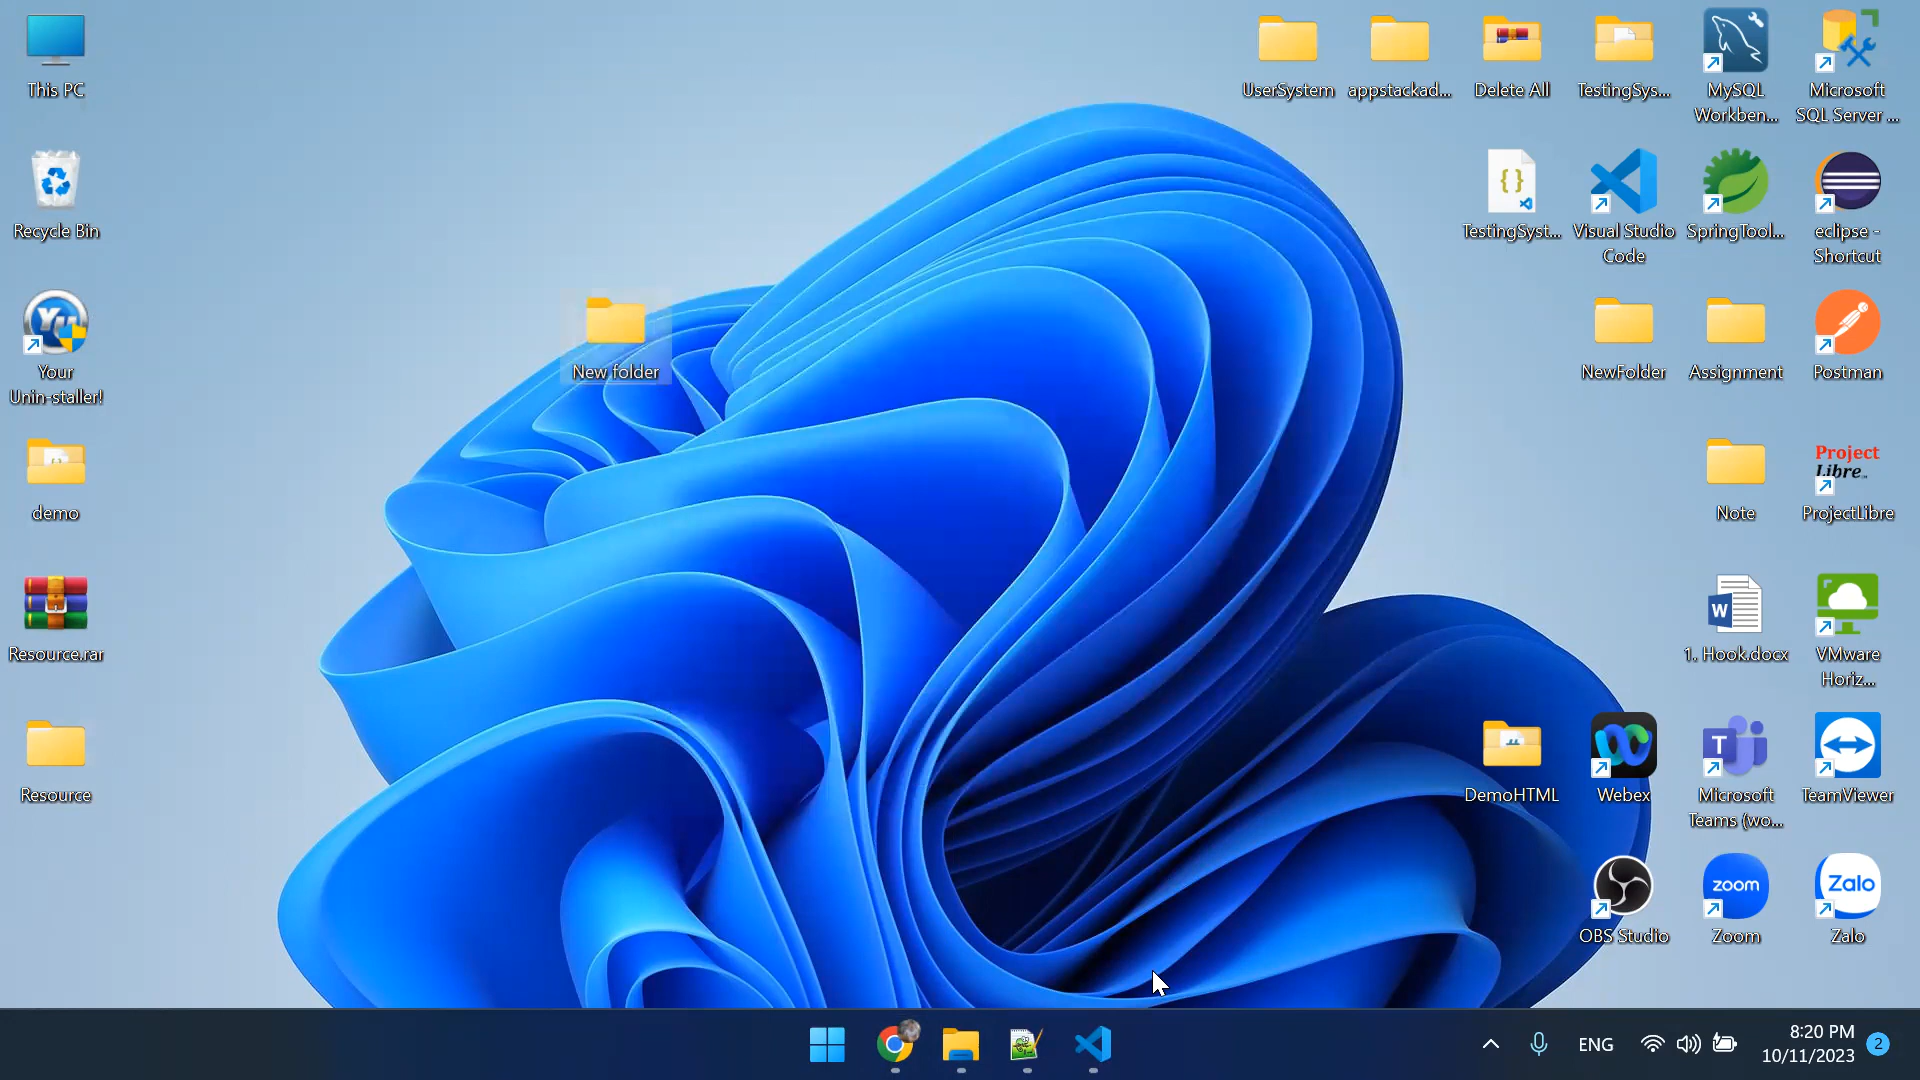 This PC
Recycle Bin
Your
Unin-staller!
demo
Resource.rar
Resource
New folder
UserSystem
appstackad...
Delete All
TestingSys...
MySQL
Workben...
Microsoft
SQL Server ...
TestingSyst...
Visual Studio
Code
SpringTool...
eclipse -
Shortcut
NewFolder
Assignment
Postman
Note
Project
Libre
ProjectLibre
W
1. Hook.docx
VMware
Horiz...
DemoHTML
Webex
T
Microsoft
Teams (wo...
TeamViewer
OBS Studio
zoom
Zoom
Zalo
Zalo
ENG
8:20 PM
10/11/2023
2